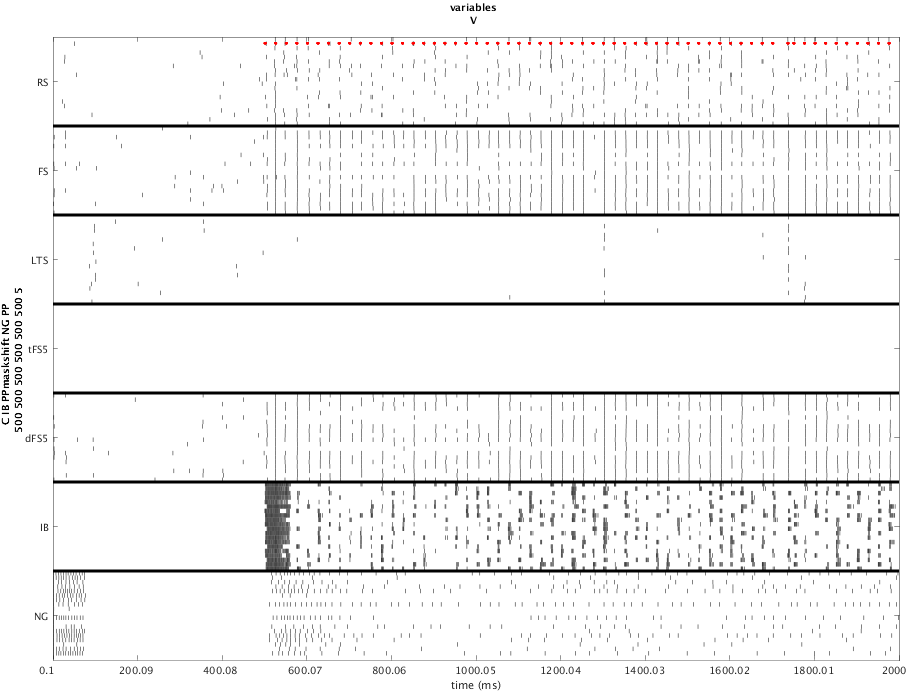 variables
V
RS
FS
LTS
tFS5
dFS5
IB
NG
C IB PPmaskshift NG PP
500 500 500 500 500 500 5
0.1 200.09 400.08 600.07 800.06 1000.05 1200.04 1400.03 1600.02 1800.01 2000
time (ms)